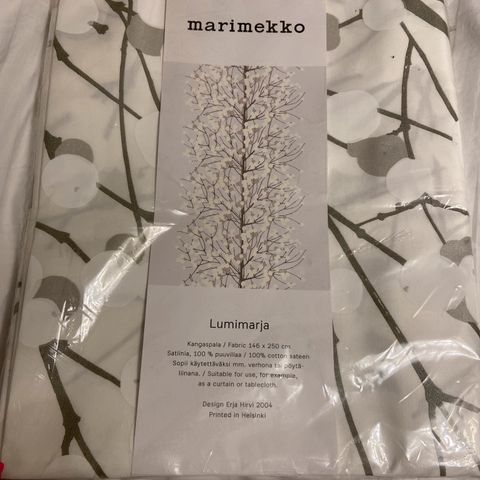 marimekko
Lumimarja
Kangaspala / Fabric 146 x 250 cm
Satiinia, 100 % puuvillaa / 100% cotton sateen
Sopii käytettäväksi mm. verhona tai pöytä-
liinana. / Suitable for use, for example,
as a curtain or tablecloth.
Design Erja Hirvi 2004
Printed in Helsinki